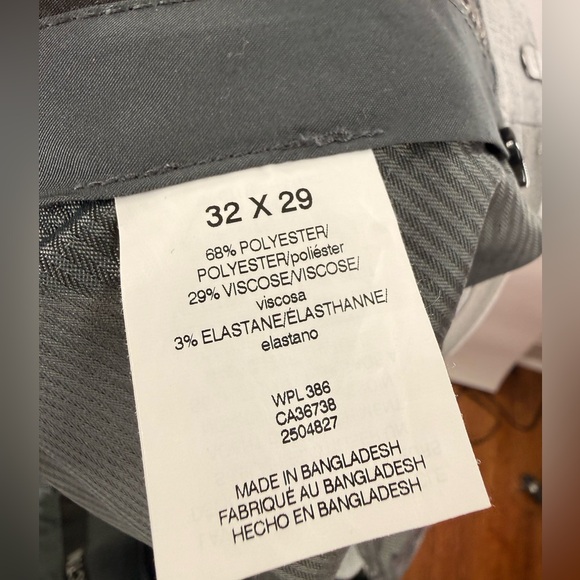 32 X 29
68% POLYESTER/
POLYESTER/poliéster
29% VISCOSE/VISCOSE/
viscosa
3% ELASTANE/ÉLASTHANNE/
elastano
WPL 386
CA36738
2504827
MADE IN BANGLADESH
FABRIQUÉ AU BANGLADESH
HECHO EN BANGLADESH